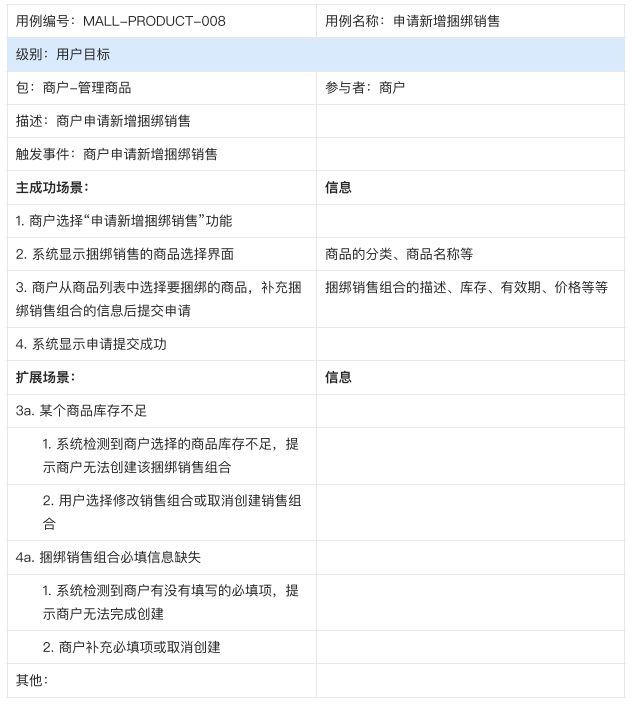 用例编号：MALL-PRODUCT-008
用例名称：申请新增捆绑销售
级别：用户目标
包：商户-管理商品
参与者：商户
描述：商户申请新增捆绑销售
触发事件：商户申请新增捆绑销售
主成功场景：
信息
1. 商户选择“申请新增捆绑销售”功能
2. 系统显示捆绑销售的商品选择界面
商品的分类、商品名称等
3. 商户从商品列表中选择要捆绑的商品，补充捆
绑销售组合的信息后提交申请
捆绑销售组合的描述、库存、有效期、价格等等
4. 系统显示申请提交成功
扩展场景：
信息
3a. 某个商品库存不足
1. 系统检测到商户选择的商品库存不足，提
示商户无法创建该捆绑销售组合
2. 用户选择修改销售组合或取消创建销售组
合
4a. 捆绑销售组合必填信息缺失
1. 系统检测到商户有没有填写的必填项，提
示商户无法完成创建
2. 商户补充必填项或取消创建
其他：